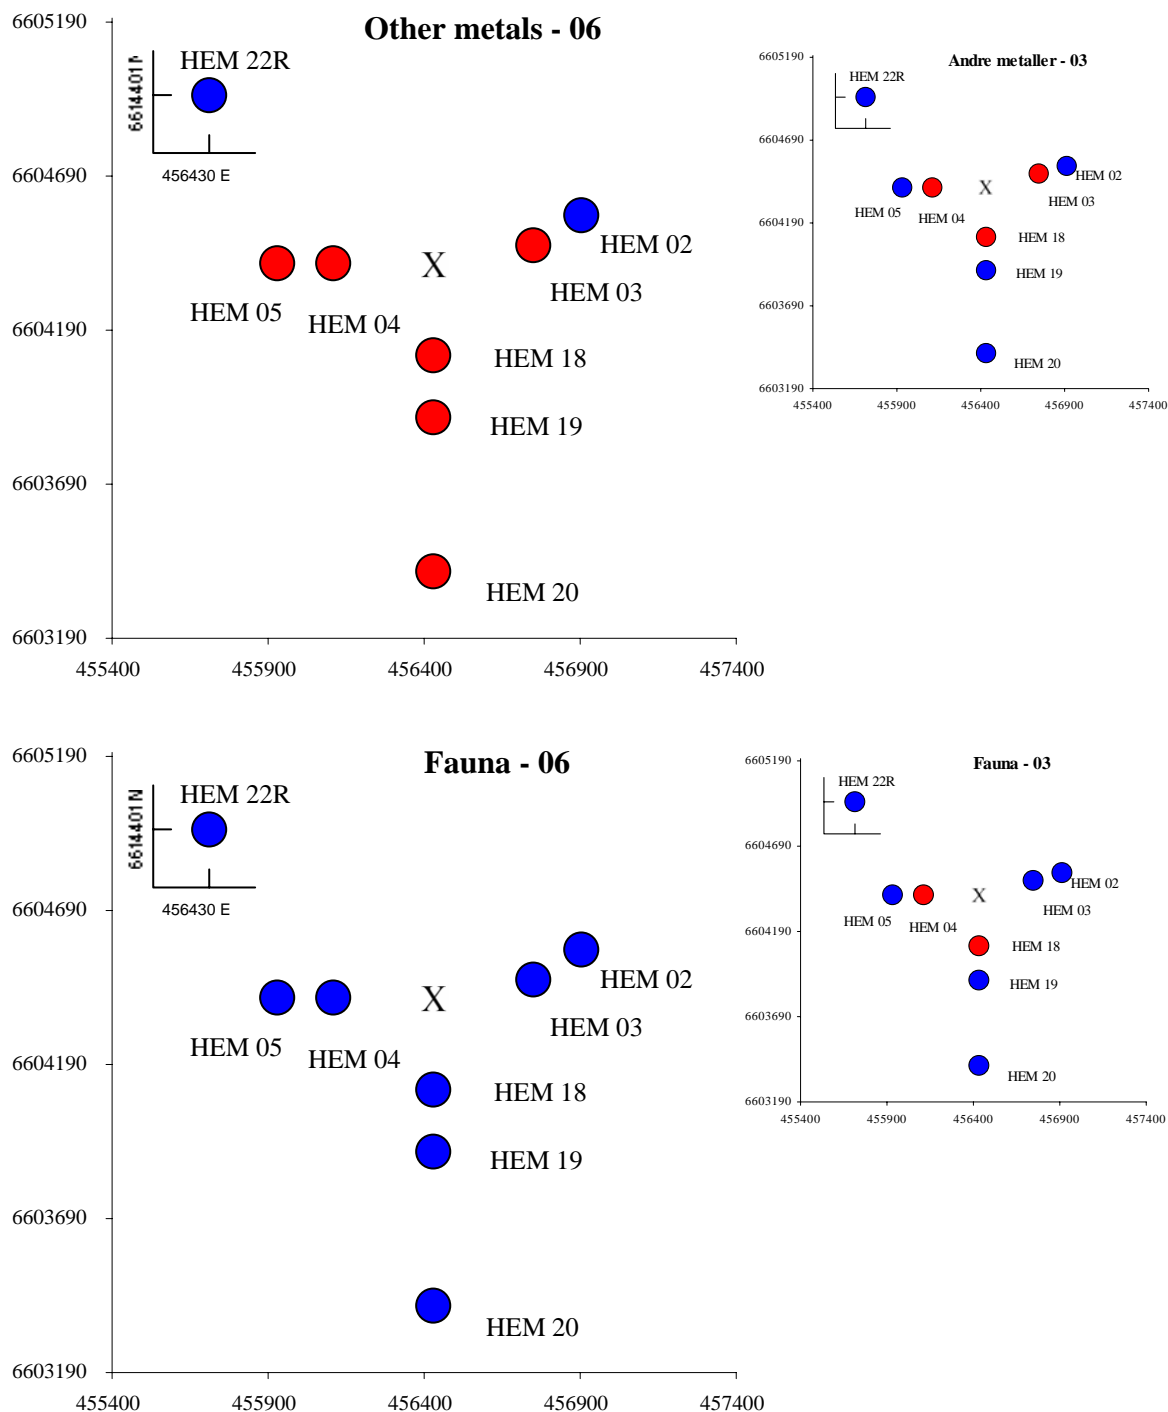 Other metals - 06
6605190
HEM 22R
6614401 N
456430 E
6604690
HEM 02
HEM 03
X
HEM 05
HEM 04
6604190
HEM 18
HEM 19
6603690
HEM 20
6603190
455400 455900 456400 456900 457400
Andre metaller - 03
6605190
HEM 22R
6604690
HEM 02
X
HEM 03
HEM 05
HEM 04
6604190
HEM 18
HEM 19
6603690
HEM 20
6603190
455400 455900 456400 456900 457400
Fauna - 06
6605190
HEM 22R
6614401 N
456430 E
6604690
HEM 02
X
HEM 03
HEM 05
HEM 04
6604190
HEM 18
HEM 19
6603690
HEM 20
6603190
455400 455900 456400 456900 457400
Fauna - 03
6605190
HEM 22R
6604690
HEM 02
X
HEM 03
HEM 05
HEM 04
6604190
HEM 18
HEM 19
6603690
HEM 20
6603190
455400 455900 456400 456900 457400